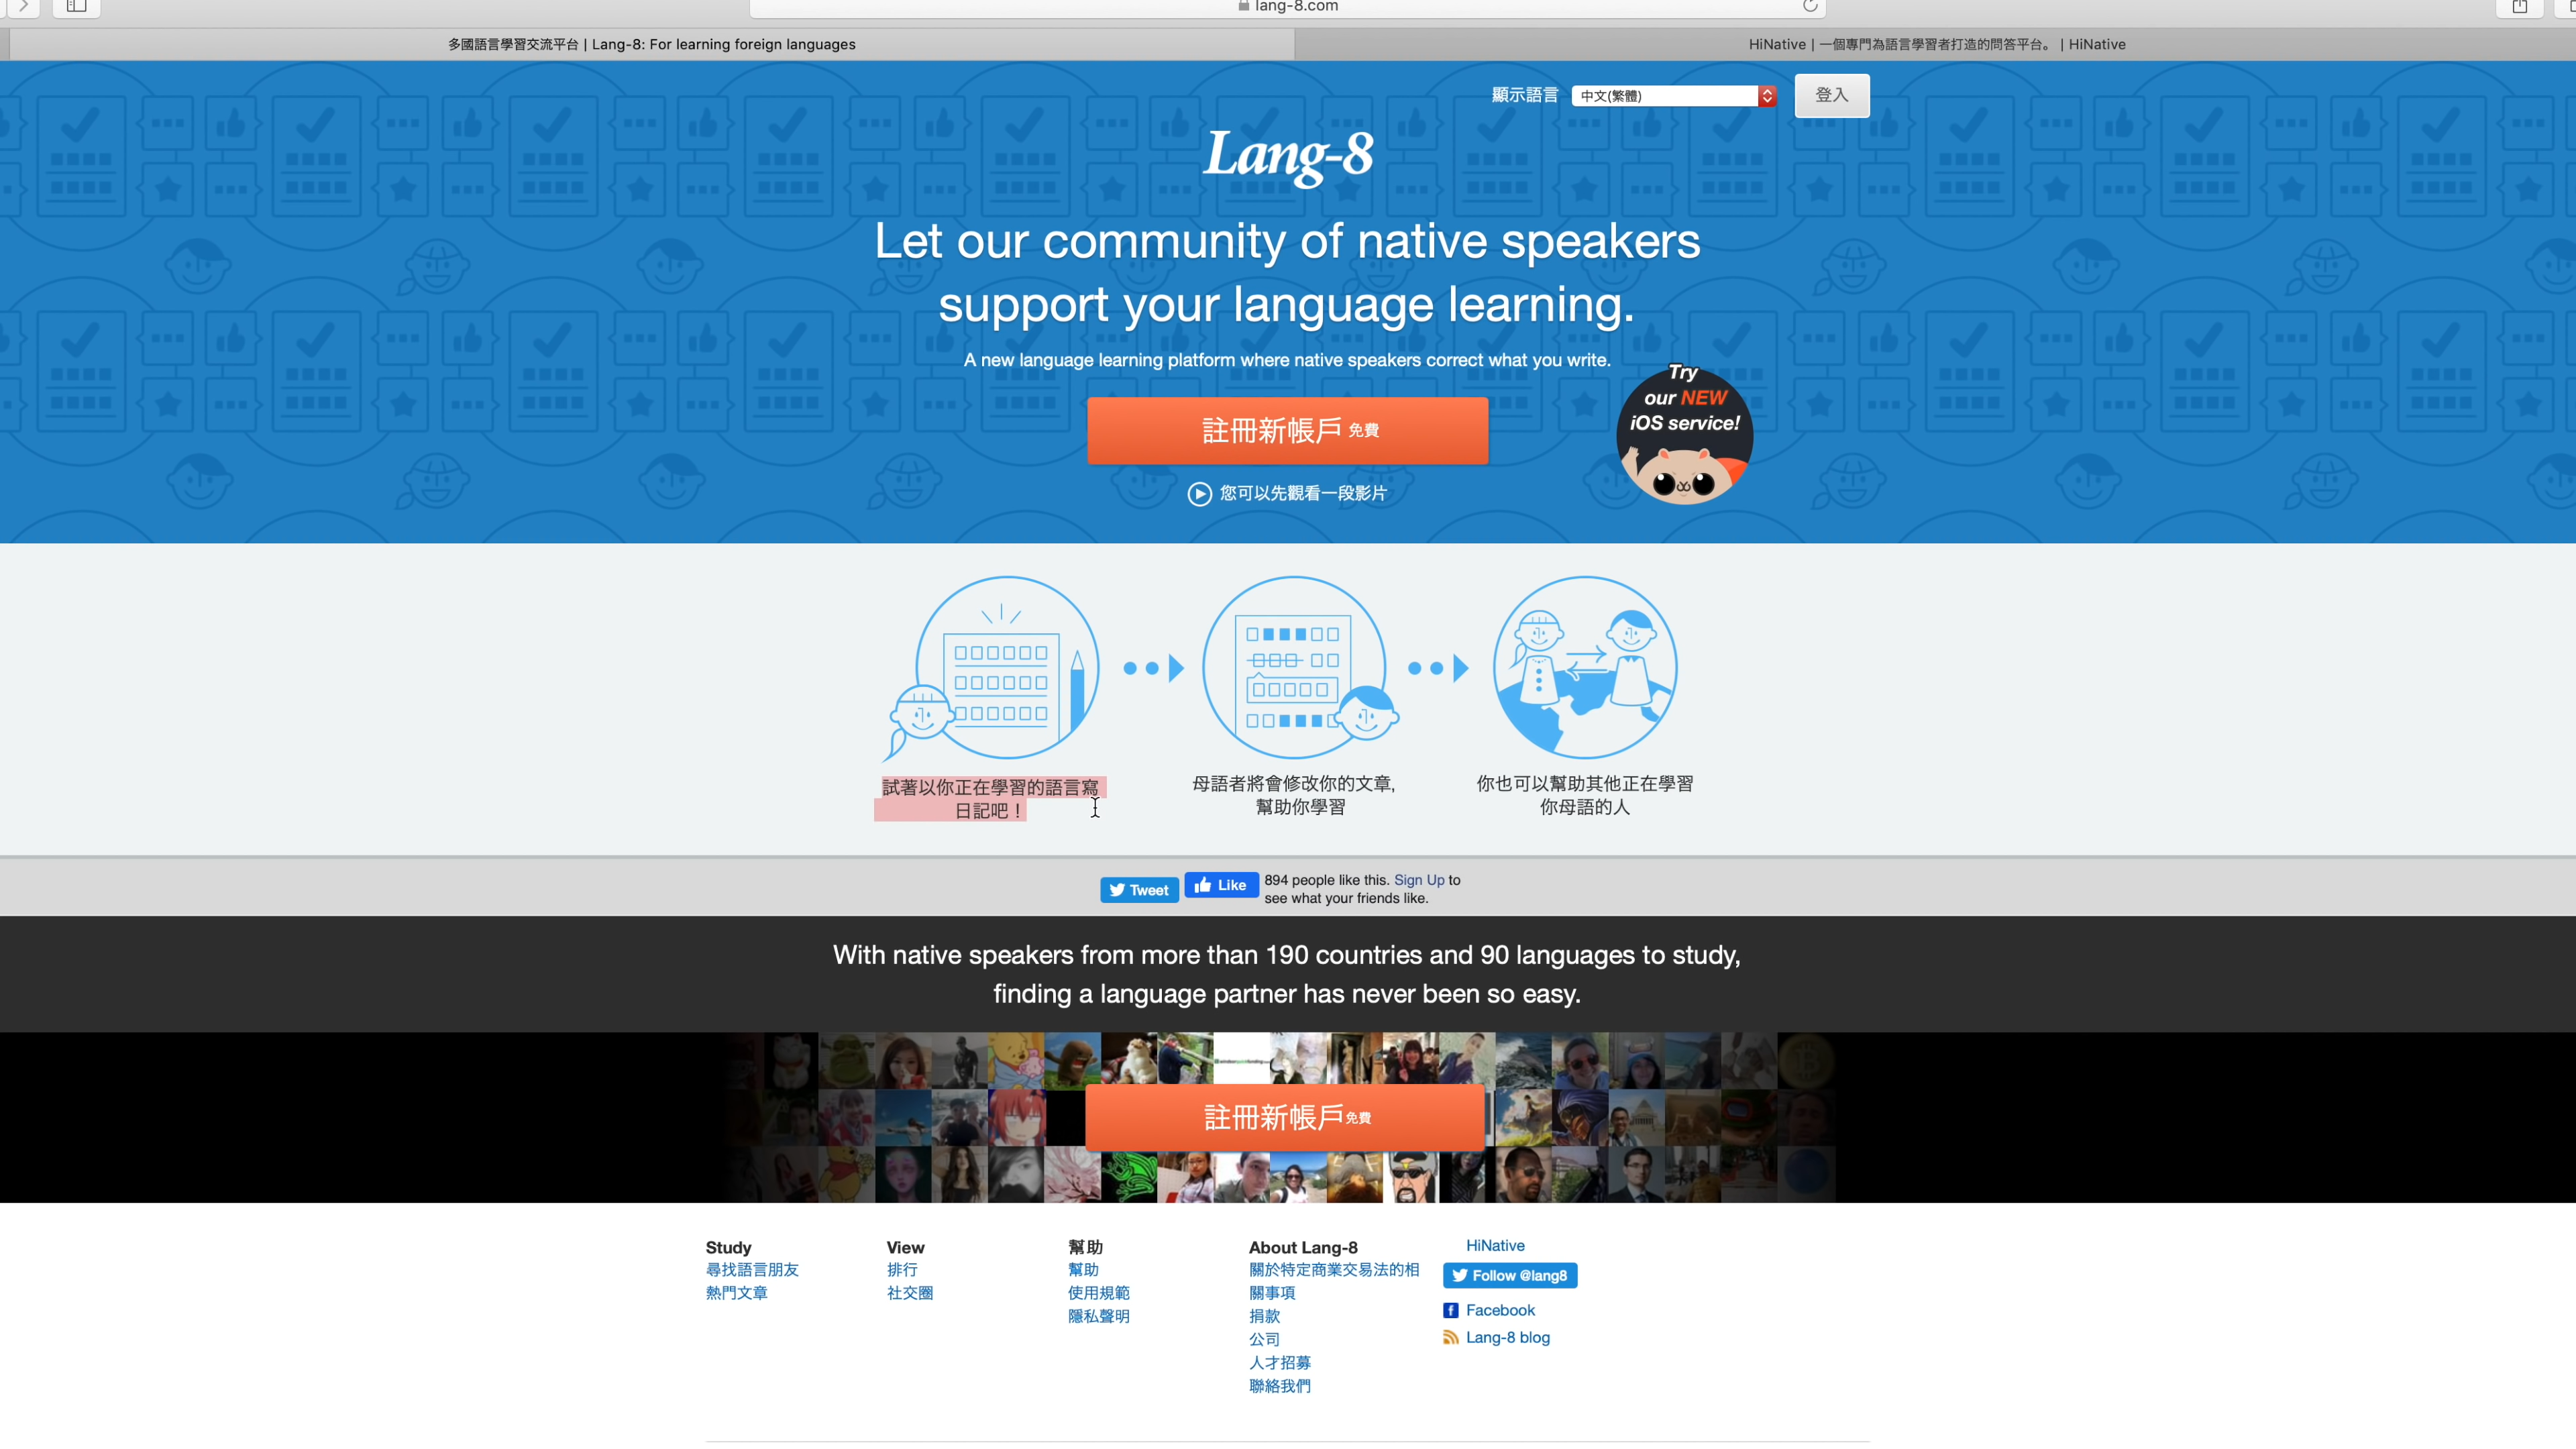 lang-8.com
多國語言學習交流平台 | Lang-8: For learning foreign languages
HiNative | 一個專門為語言學習者打造的問答平台。 | HiNative
顯示語言 中文(繁體) 登入
Lang-8
Let our community of native speakers
support your language learning.
A new language learning platform where native speakers correct what you write.
註冊新帳戶 免費
您可以先觀看一段影片
Try
our NEW
iOS service!
試著以你正在學習的語言寫
日記吧！
母語者將會修改你的文章,
幫助你學習
你也可以幫助其他正在學習
你母語的人
Tweet
Like
894 people like this. Sign Up to
see what your friends like.
With native speakers from more than 190 countries and 90 languages to study,
finding a language partner has never been so easy.
註冊新帳戶免費
Study
尋找語言朋友
熱門文章
View
排行
社交圈
幫助
幫助
使用規範
隱私聲明
About Lang-8
關於特定商業交易法的相
關事項
捐款
公司
人才招募
聯絡我們
HiNative
Follow @lang8
Facebook
Lang-8 blog